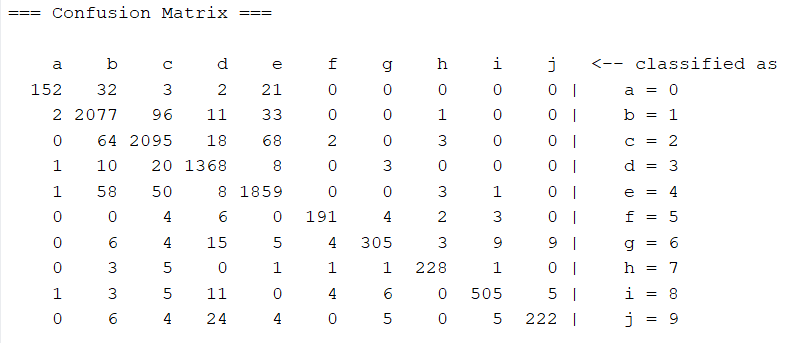 === Confusion Matrix ===
a b c d e f g h i j <-- classified as
152 32 3 2 21 0 0 0 0 0 | a = 0
2 2077 96 11 33 0 0 1 0 0 | b = 1
0 64 2095 18 68 2 0 3 0 0 | c = 2
1 10 20 1368 8 0 3 0 0 0 | d = 3
1 58 50 8 1859 0 0 3 1 0 | e = 4
0 0 4 6 0 191 4 2 3 0 | f = 5
0 6 4 15 5 4 305 3 9 9 | g = 6
0 3 5 0 1 1 1 228 1 0 | h = 7
1 3 5 11 0 4 6 0 505 5 | i = 8
0 6 4 24 4 0 5 0 5 222 | j = 9